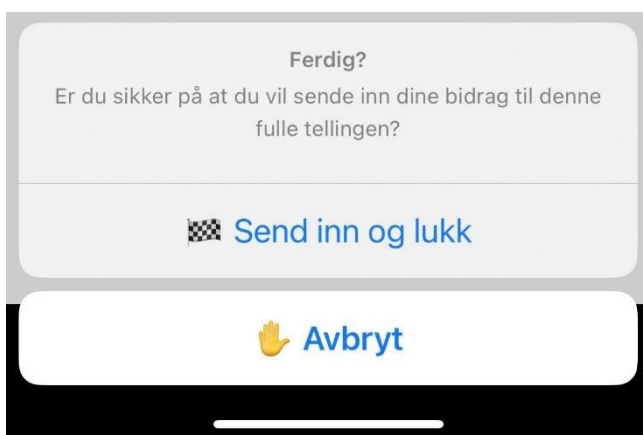 Ferdig?
Er du sikker på at du vil sende inn dine bidrag til denne
fulle tellingen?
🏁 Send inn og lukk
✋ Avbryt